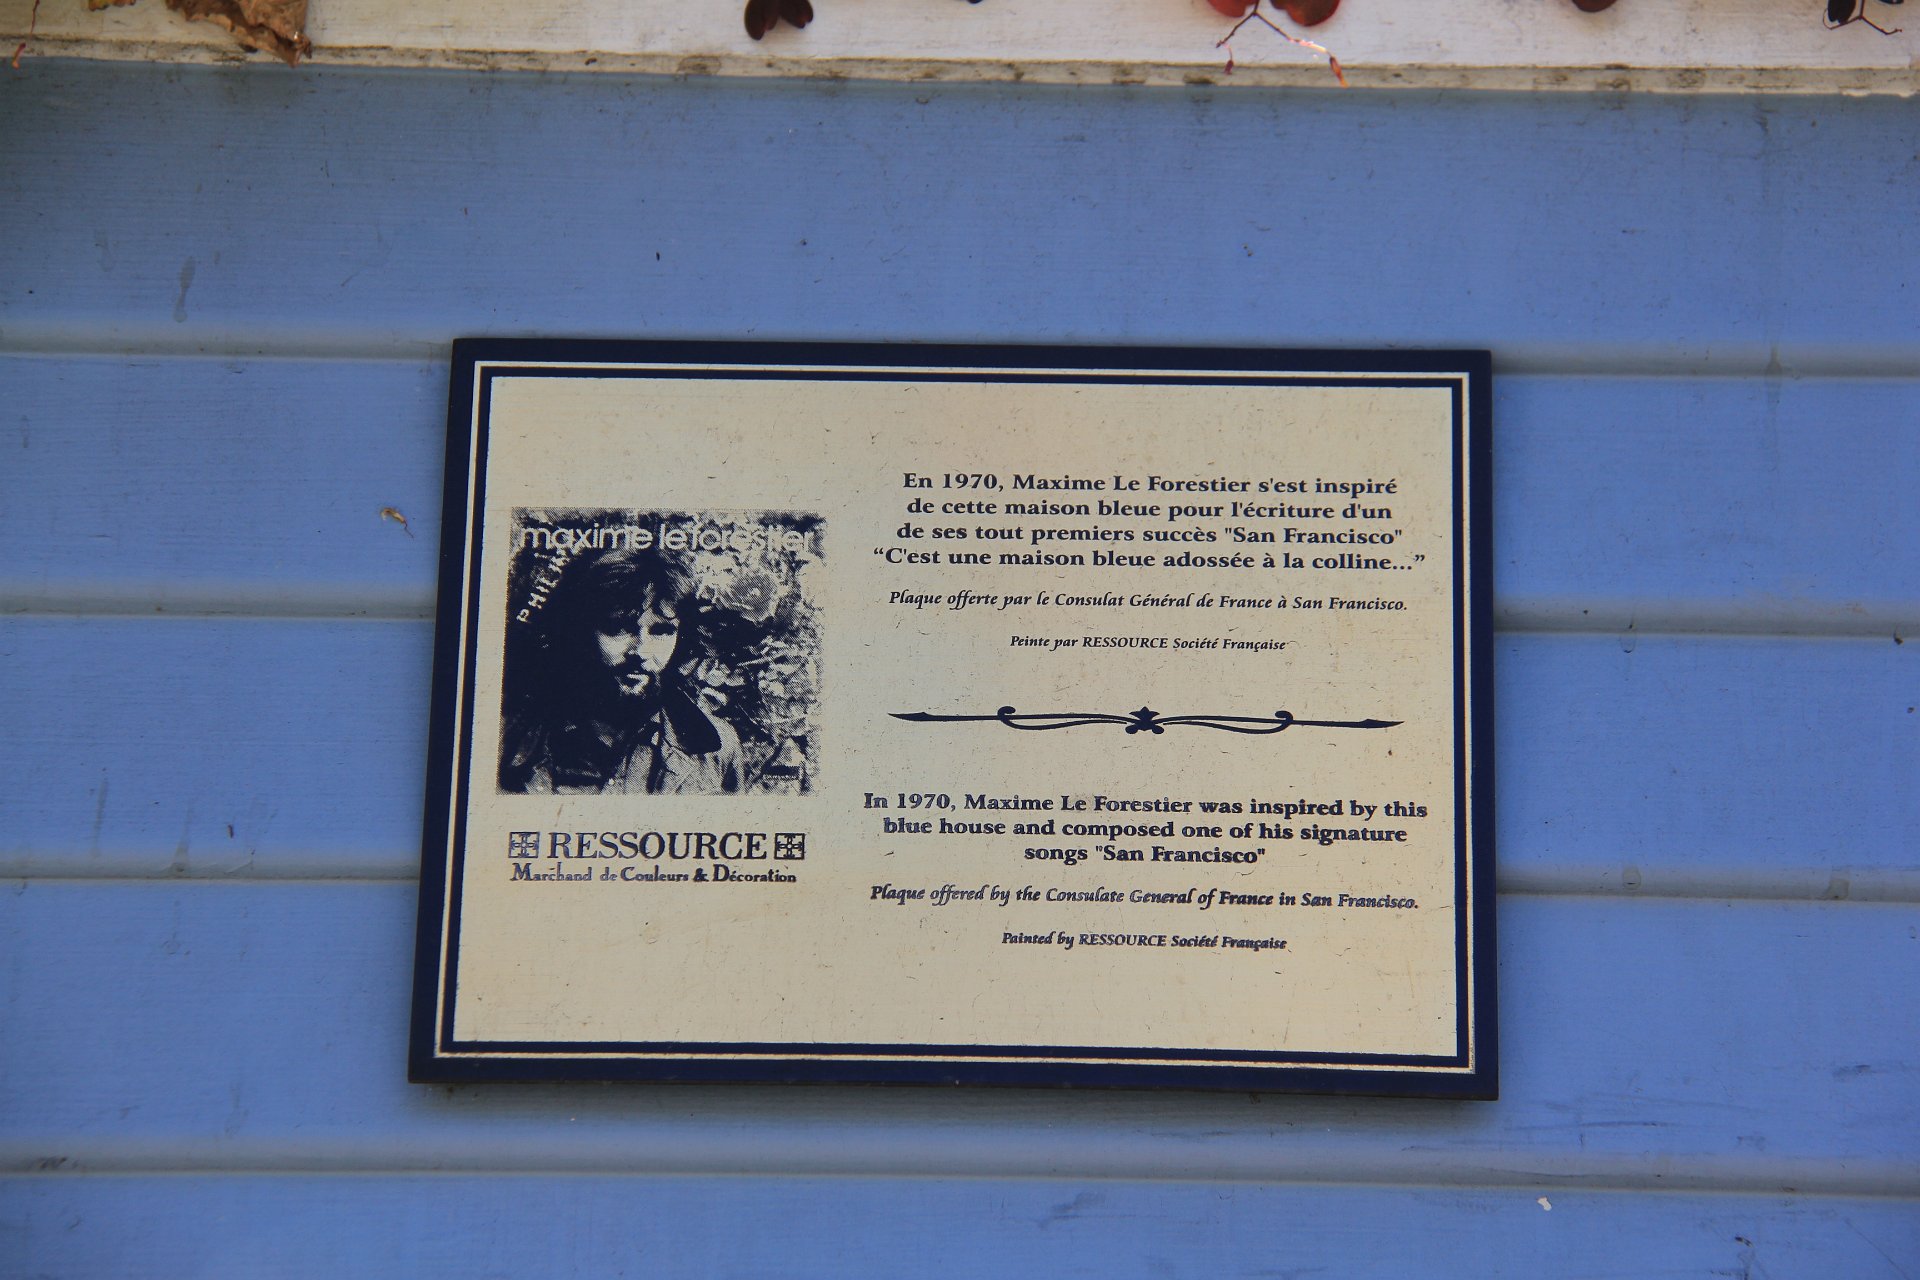 maxime le forestier
PHILIPS
RESSOURCE
Marchand de Couleurs & Décoration
En 1970, Maxime Le Forestier s'est inspiré
de cette maison bleue pour l'écriture d'un
de ses tout premiers succès "San Francisco"
“C'est une maison bleue adossée à la colline...”
Plaque offerte par le Consulat Général de France à San Francisco.
Peinte par RESSOURCE Société Française
In 1970, Maxime Le Forestier was inspired by this
blue house and composed one of his signature
songs "San Francisco"
Plaque offered by the Consulate General of France in San Francisco.
Painted by RESSOURCE Société Française